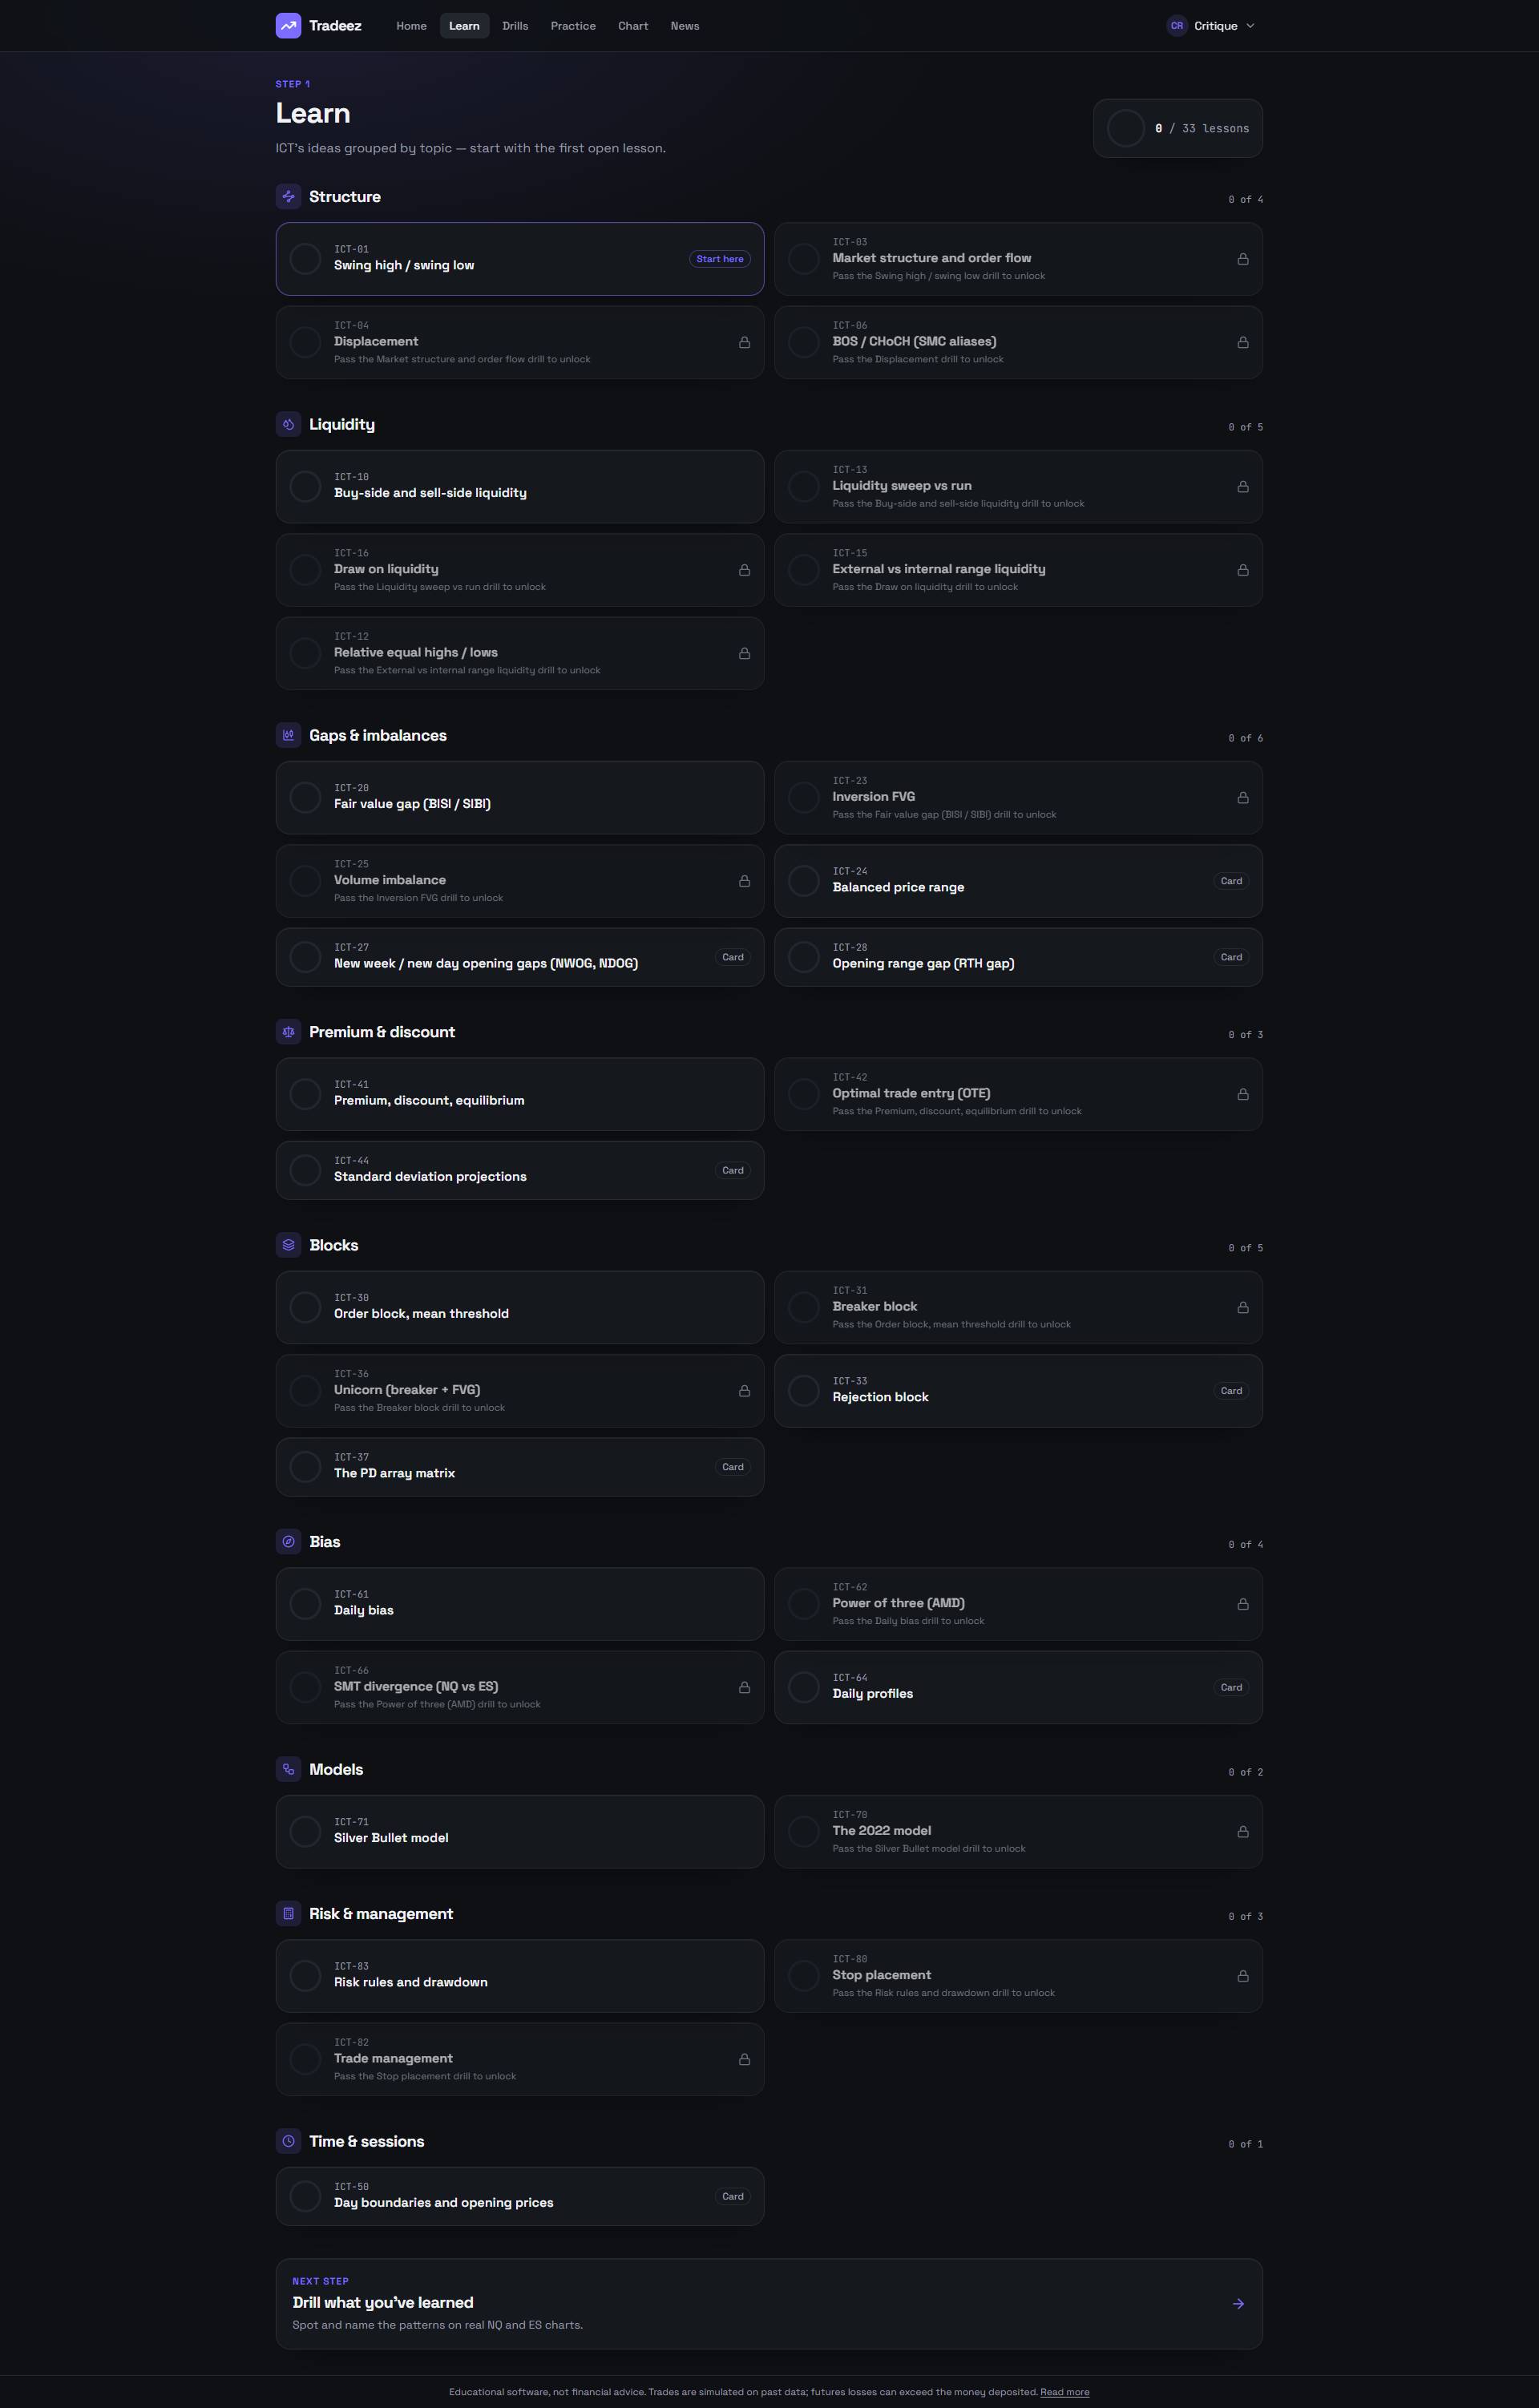 Tradeez
Home Learn Drills Practice Chart News
CR Critique
STEP 1
Learn
ICT's ideas grouped by topic — start with the first open lesson.
0 / 33 lessons
Structure
0 of 4
ICT-01
Swing high / swing low
Start here
ICT-03
Market structure and order flow
Pass the Swing high / swing low drill to unlock
ICT-04
Displacement
Pass the Market structure and order flow drill to unlock
ICT-06
BOS / CHoCH (SMC aliases)
Pass the Displacement drill to unlock
Liquidity
0 of 5
ICT-10
Buy-side and sell-side liquidity
ICT-13
Liquidity sweep vs run
Pass the Buy-side and sell-side liquidity drill to unlock
ICT-16
Draw on liquidity
Pass the Liquidity sweep vs run drill to unlock
ICT-15
External vs internal range liquidity
Pass the Draw on liquidity drill to unlock
ICT-12
Relative equal highs / lows
Pass the External vs internal range liquidity drill to unlock
Gaps & imbalances
0 of 6
ICT-20
Fair value gap (BISI / SIBI)
ICT-23
Inversion FVG
Pass the Fair value gap (BISI / SIBI) drill to unlock
ICT-25
Volume imbalance
Pass the Inversion FVG drill to unlock
ICT-24
Balanced price range
Card
ICT-27
New week / new day opening gaps (NWOG, NDOG)
Card
ICT-28
Opening range gap (RTH gap)
Card
Premium & discount
0 of 3
ICT-41
Premium, discount, equilibrium
ICT-42
Optimal trade entry (OTE)
Pass the Premium, discount, equilibrium drill to unlock
ICT-44
Standard deviation projections
Card
Blocks
0 of 5
ICT-30
Order block, mean threshold
ICT-31
Breaker block
Pass the Order block, mean threshold drill to unlock
ICT-36
Unicorn (breaker + FVG)
Pass the Breaker block drill to unlock
ICT-33
Rejection block
Card
ICT-37
The PD array matrix
Card
Bias
0 of 4
ICT-61
Daily bias
ICT-62
Power of three (AMD)
Pass the Daily bias drill to unlock
ICT-66
SMT divergence (NQ vs ES)
Pass the Power of three (AMD) drill to unlock
ICT-64
Daily profiles
Card
Models
0 of 2
ICT-71
Silver Bullet model
ICT-70
The 2022 model
Pass the Silver Bullet model drill to unlock
Risk & management
0 of 3
ICT-83
Risk rules and drawdown
ICT-80
Stop placement
Pass the Risk rules and drawdown drill to unlock
ICT-82
Trade management
Pass the Stop placement drill to unlock
Time & sessions
0 of 1
ICT-50
Day boundaries and opening prices
Card
NEXT STEP
Drill what you've learned
Spot and name the patterns on real NQ and ES charts.
Educational software, not financial advice. Trades are simulated on past data; futures losses can exceed the money deposited. Read more